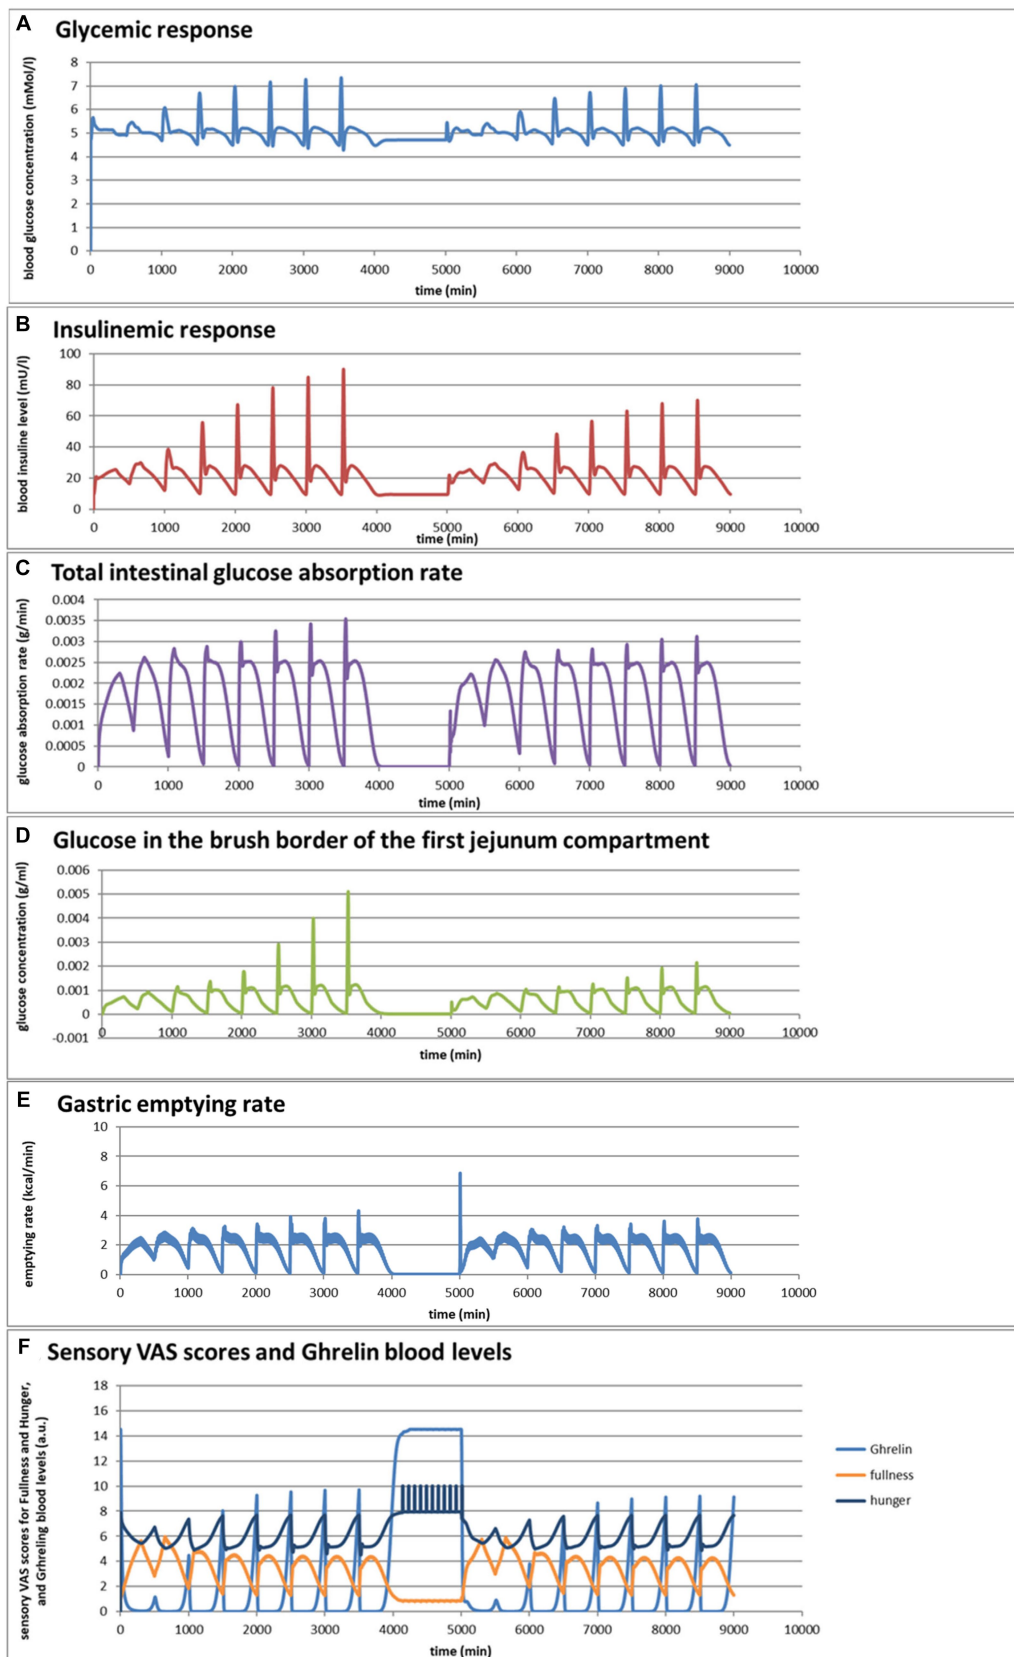 A Glycemic response
blood glucose concentration (mMol/l)
8
7
6
5
4
3
2
1
0
0 1000 2000 3000 4000 5000 6000 7000 8000 9000 10000
time (min)
B Insulinemic response
blood insuline level (mU/l)
100
80
60
40
20
0
0 1000 2000 3000 4000 5000 6000 7000 8000 9000 10000
time (min)
C Total intestinal glucose absorption rate
glucose absorption rate (g/min)
0.004
0.0035
0.003
0.0025
0.002
0.0015
0.001
0.0005
0
0 1000 2000 3000 4000 5000 6000 7000 8000 9000 10000
time (min)
D Glucose in the brush border of the first jejunum compartment
glucose concentration (g/ml)
0.006
0.005
0.004
0.003
0.002
0.001
0
-0.001
0 1000 2000 3000 4000 5000 6000 7000 8000 9000 10000
time (min)
E Gastric emptying rate
emptying rate (kcal/min)
10
8
6
4
2
0
0 1000 2000 3000 4000 5000 6000 7000 8000 9000 10000
time (min)
F Sensory VAS scores and Ghrelin blood levels
sensory VAS scores for Fullness and Hunger,
and Ghrheling blood levels (a.u.)
18
16
14
12
10
8
6
4
2
0
0 1000 2000 3000 4000 5000 6000 7000 8000 9000 10000
time (min)
Ghrelin
fullness
hunger